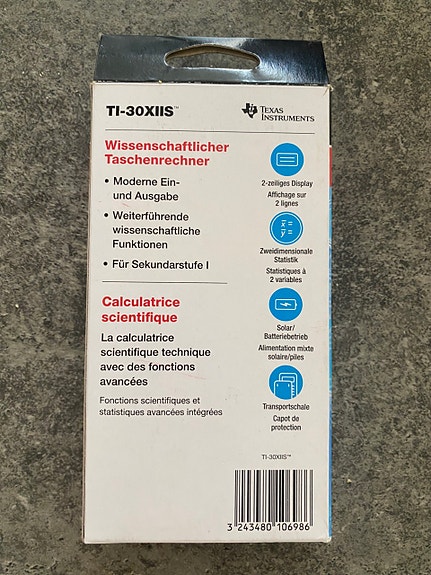 TI-30XIIS™
TEXAS
INSTRUMENTS
Wissenschaftlicher
Taschenrechner
• Moderne Ein-
und Ausgabe
• Weiterführende
wissenschaftliche
Funktionen
• Für Sekundarstufe I
Calculatrice
scientifique
La calculatrice
scientifique technique
avec des fonctions
avancées
Fonctions scientifiques et
statistiques avancées intégrées
2-zeiliges Display
Affichage sur
2 lignes
x̄ =
ȳ =
Zweidimensionale
Statistik
Statistiques à
2 variables
Solar/
Batteriebetrieb
Alimentation mixte
solaire/piles
Transportschale
Capot de
protection
TI-30XIIS™
3 243480 106986